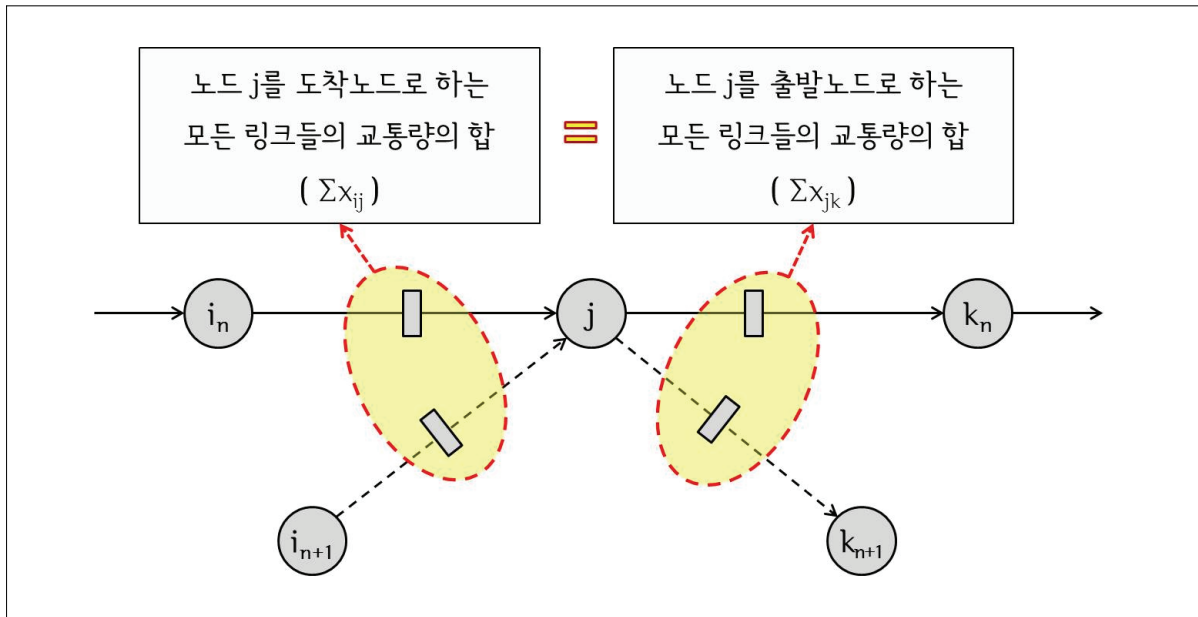 노드 j를 도착노드로 하는
모든 링크들의 교통량의 합
( Σx_ij )
=
노드 j를 출발노드로 하는
모든 링크들의 교통량의 합
( Σx_jk )
i_n
j
k_n
i_n+1
k_n+1